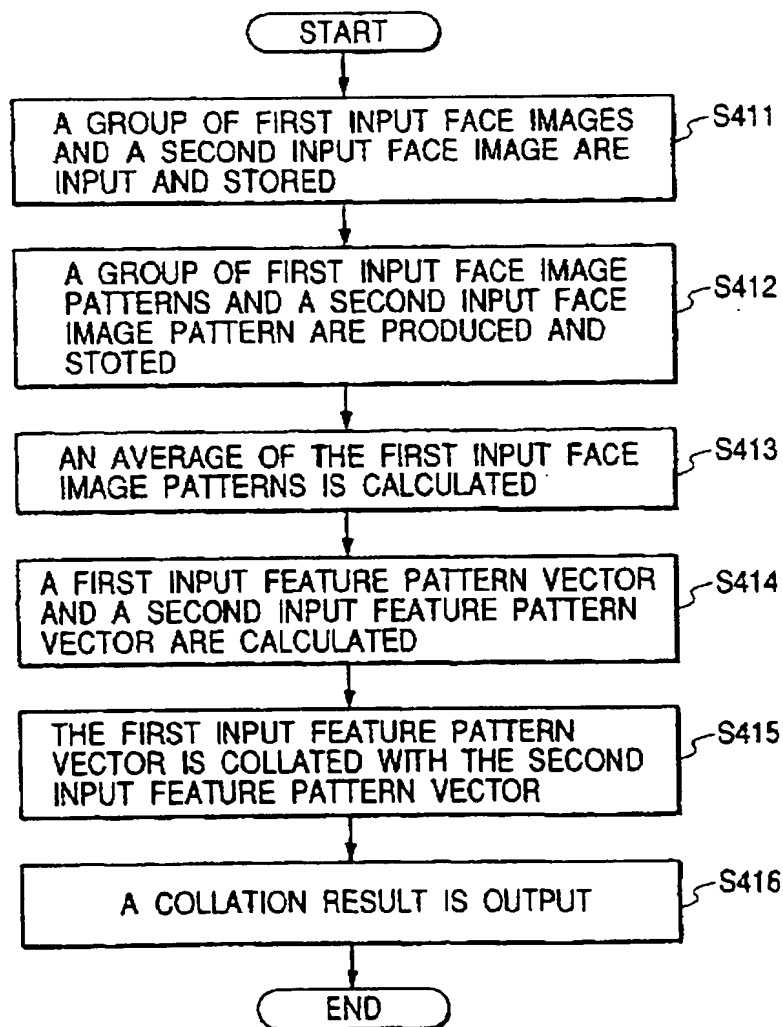 START
A GROUP OF FIRST INPUT FACE IMAGES
AND A SECOND INPUT FACE IMAGE ARE
INPUT AND STORED
S411
A GROUP OF FIRST INPUT FACE IMAGE
PATTERNS AND A SECOND INPUT FACE
IMAGE PATTERN ARE PRODUCED AND
STOTED
S412
AN AVERAGE OF THE FIRST INPUT FACE
IMAGE PATTERNS IS CALCULATED
S413
A FIRST INPUT FEATURE PATTERN VECTOR
AND A SECOND INPUT FEATURE PATTERN
VECTOR ARE CALCULATED
S414
THE FIRST INPUT FEATURE PATTERN
VECTOR IS COLLATED WITH THE SECOND
INPUT FEATURE PATTERN VECTOR
S415
A COLLATION RESULT IS OUTPUT
S416
END